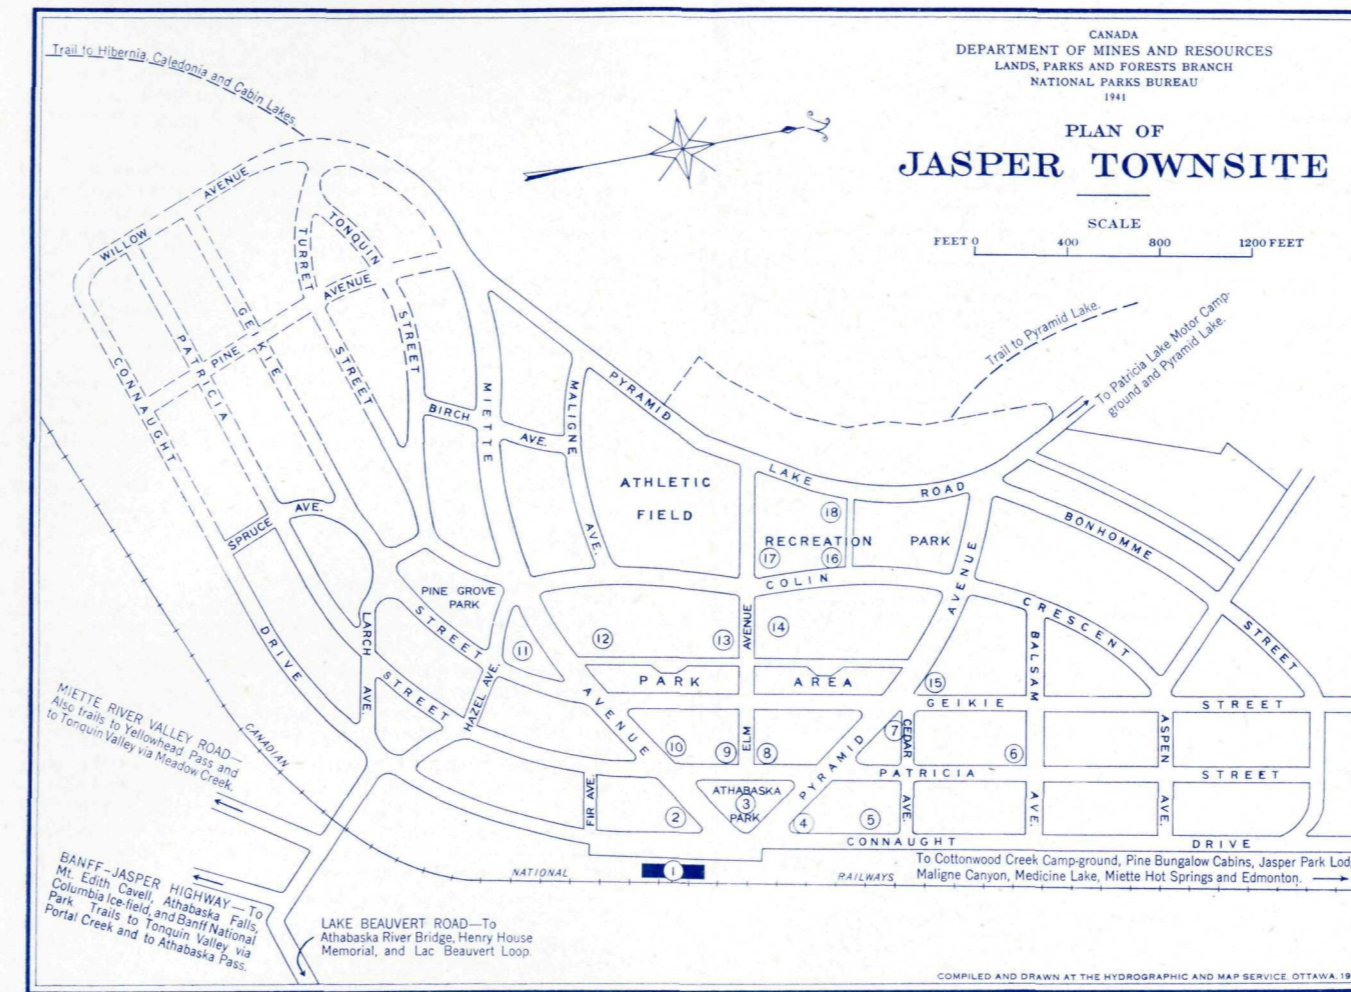 CANADA
DEPARTMENT OF MINES AND RESOURCES
LANDS, PARKS AND FORESTS BRANCH
NATIONAL PARKS BUREAU
1941
PLAN OF
JASPER TOWNSITE
SCALE
FEET 0 400 800 1200 FEET
Trail to Hibernia, Caledonia and Cabin Lakes.
WILLOW AVENUE
TURRET STREET
TONQUIN STREET
PINE AVENUE
CONNAUGHT DRIVE
PATRICIA STREET
GEIKIE STREET
BIRCH AVE.
MIETTE AVENUE
MALIGNE AVE.
SPRUCE AVE.
LARCH AVE.
HAZEL AVE.
FIR AVE.
PYRAMID LAKE ROAD
Trail to Pyramid Lake.
To Patricia Lake Motor Camp-
ground and Pyramid Lake.
ATHLETIC
FIELD
RECREATION PARK
18
17
16
COLIN CRESCENT
BONHOMME STREET
PINE GROVE
PARK
11
12
13
14
15
ELM AVENUE
PARK AREA
PYRAMID AVENUE
BALSAM AVE.
CEDAR AVE.
ASPEN AVE.
GEIKIE STREET
PATRICIA STREET
CONNAUGHT DRIVE
10
9
8
7
6
ATHABASKA
3
PARK
2
4
5
1
CANADIAN NATIONAL RAILWAYS
MIETTE RIVER VALLEY ROAD—
Also trails to Yellowhead Pass and
to Tonquin Valley via Meadow Creek.
BANFF-JASPER HIGHWAY—To
Mt. Edith Cavell, Athabaska Falls,
Columbia Ice-field, and Banff National
Park. Trails to Tonquin Valley via
Portal Creek and to Athabaska Pass.
LAKE BEAUVERT ROAD—To
Athabaska River Bridge, Henry House
Memorial, and Lac Beauvert Loop.
To Cottonwood Creek Camp-ground, Pine Bungalow Cabins, Jasper Park Lod
Maligne Canyon, Medicine Lake, Miette Hot Springs and Edmonton.
COMPILED AND DRAWN AT THE HYDROGRAPHIC AND MAP SERVICE, OTTAWA, 19